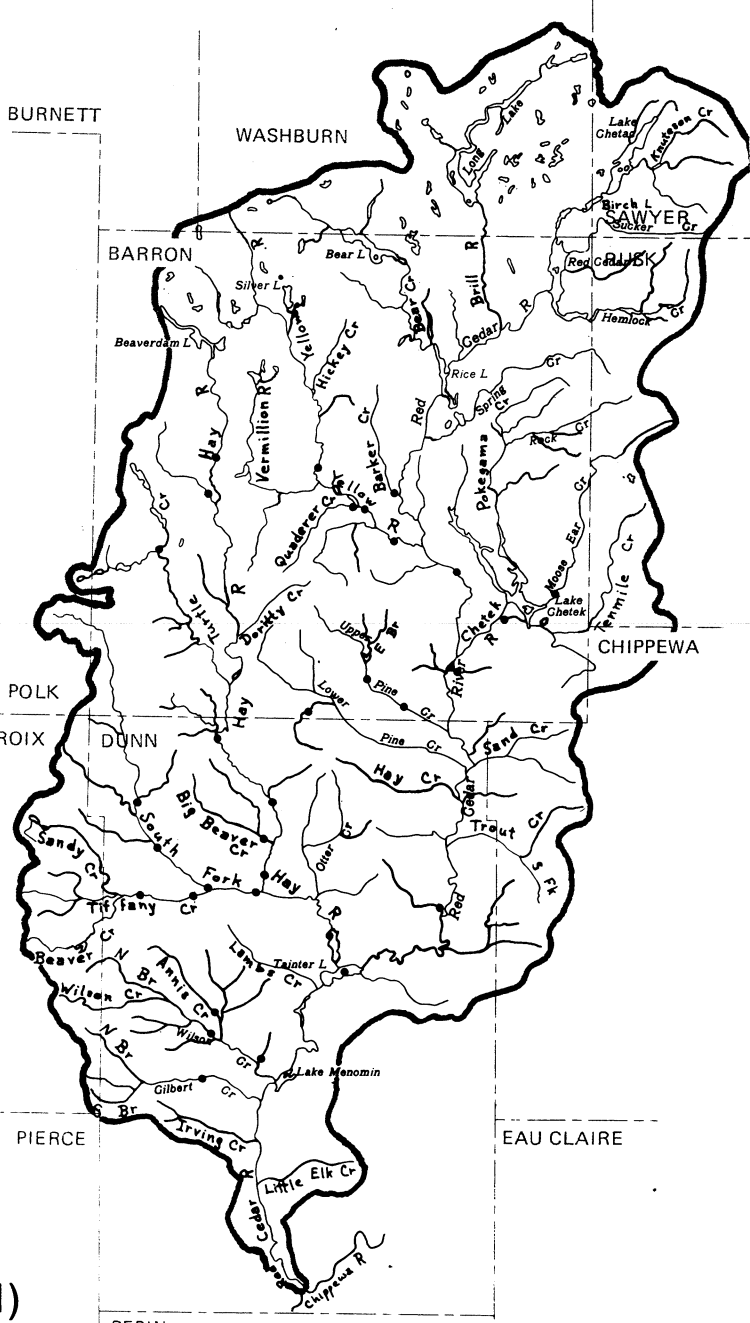 BURNETT
WASHBURN
Lake
Long
Lake
Chetac
Knuteson Cr
Birch L
SAWYER
Sucker Cr
BARRON
R
Bear L
Brill R
Red Cedar
RUSK
Silver L
Yellow
Bear Cr
Cedar R
Hemlock Cr
Beaverdam L
Hickey Cr
Rice L
Cr
Spring
Cr
Hay R
Vermillion R
Barker Cr
Red
Pokegama
Rock Cr
Cr
Quaderer Cr
Yellow
R
Moose Ear Cr
Turtle
R
Doritty Cr
Upper
Br
Chetek
R
Lake
Chetek
Tenmile Cr
CHIPPEWA
POLK
Hay
Lower
Pine Cr
River
ROIX
DUNN
Pine Cr
Sand Cr
Hay Cr
Cedar
Big Beaver
Cr
South
Fork
Otter Cr
Trout Cr
S Fk
Sandy Cr
Hay
R
Red
Tiffany Cr
Beaver Cr
N Br
Annis Cr
Lambs Cr
Tainter L
Wilson Cr
Wilson
Cr
N Br
Lake Menomin
Gilbert Cr
S Br
Irving Cr
PIERCE
EAU CLAIRE
Little Elk Cr
R
Cedar
Red
Chippewa R